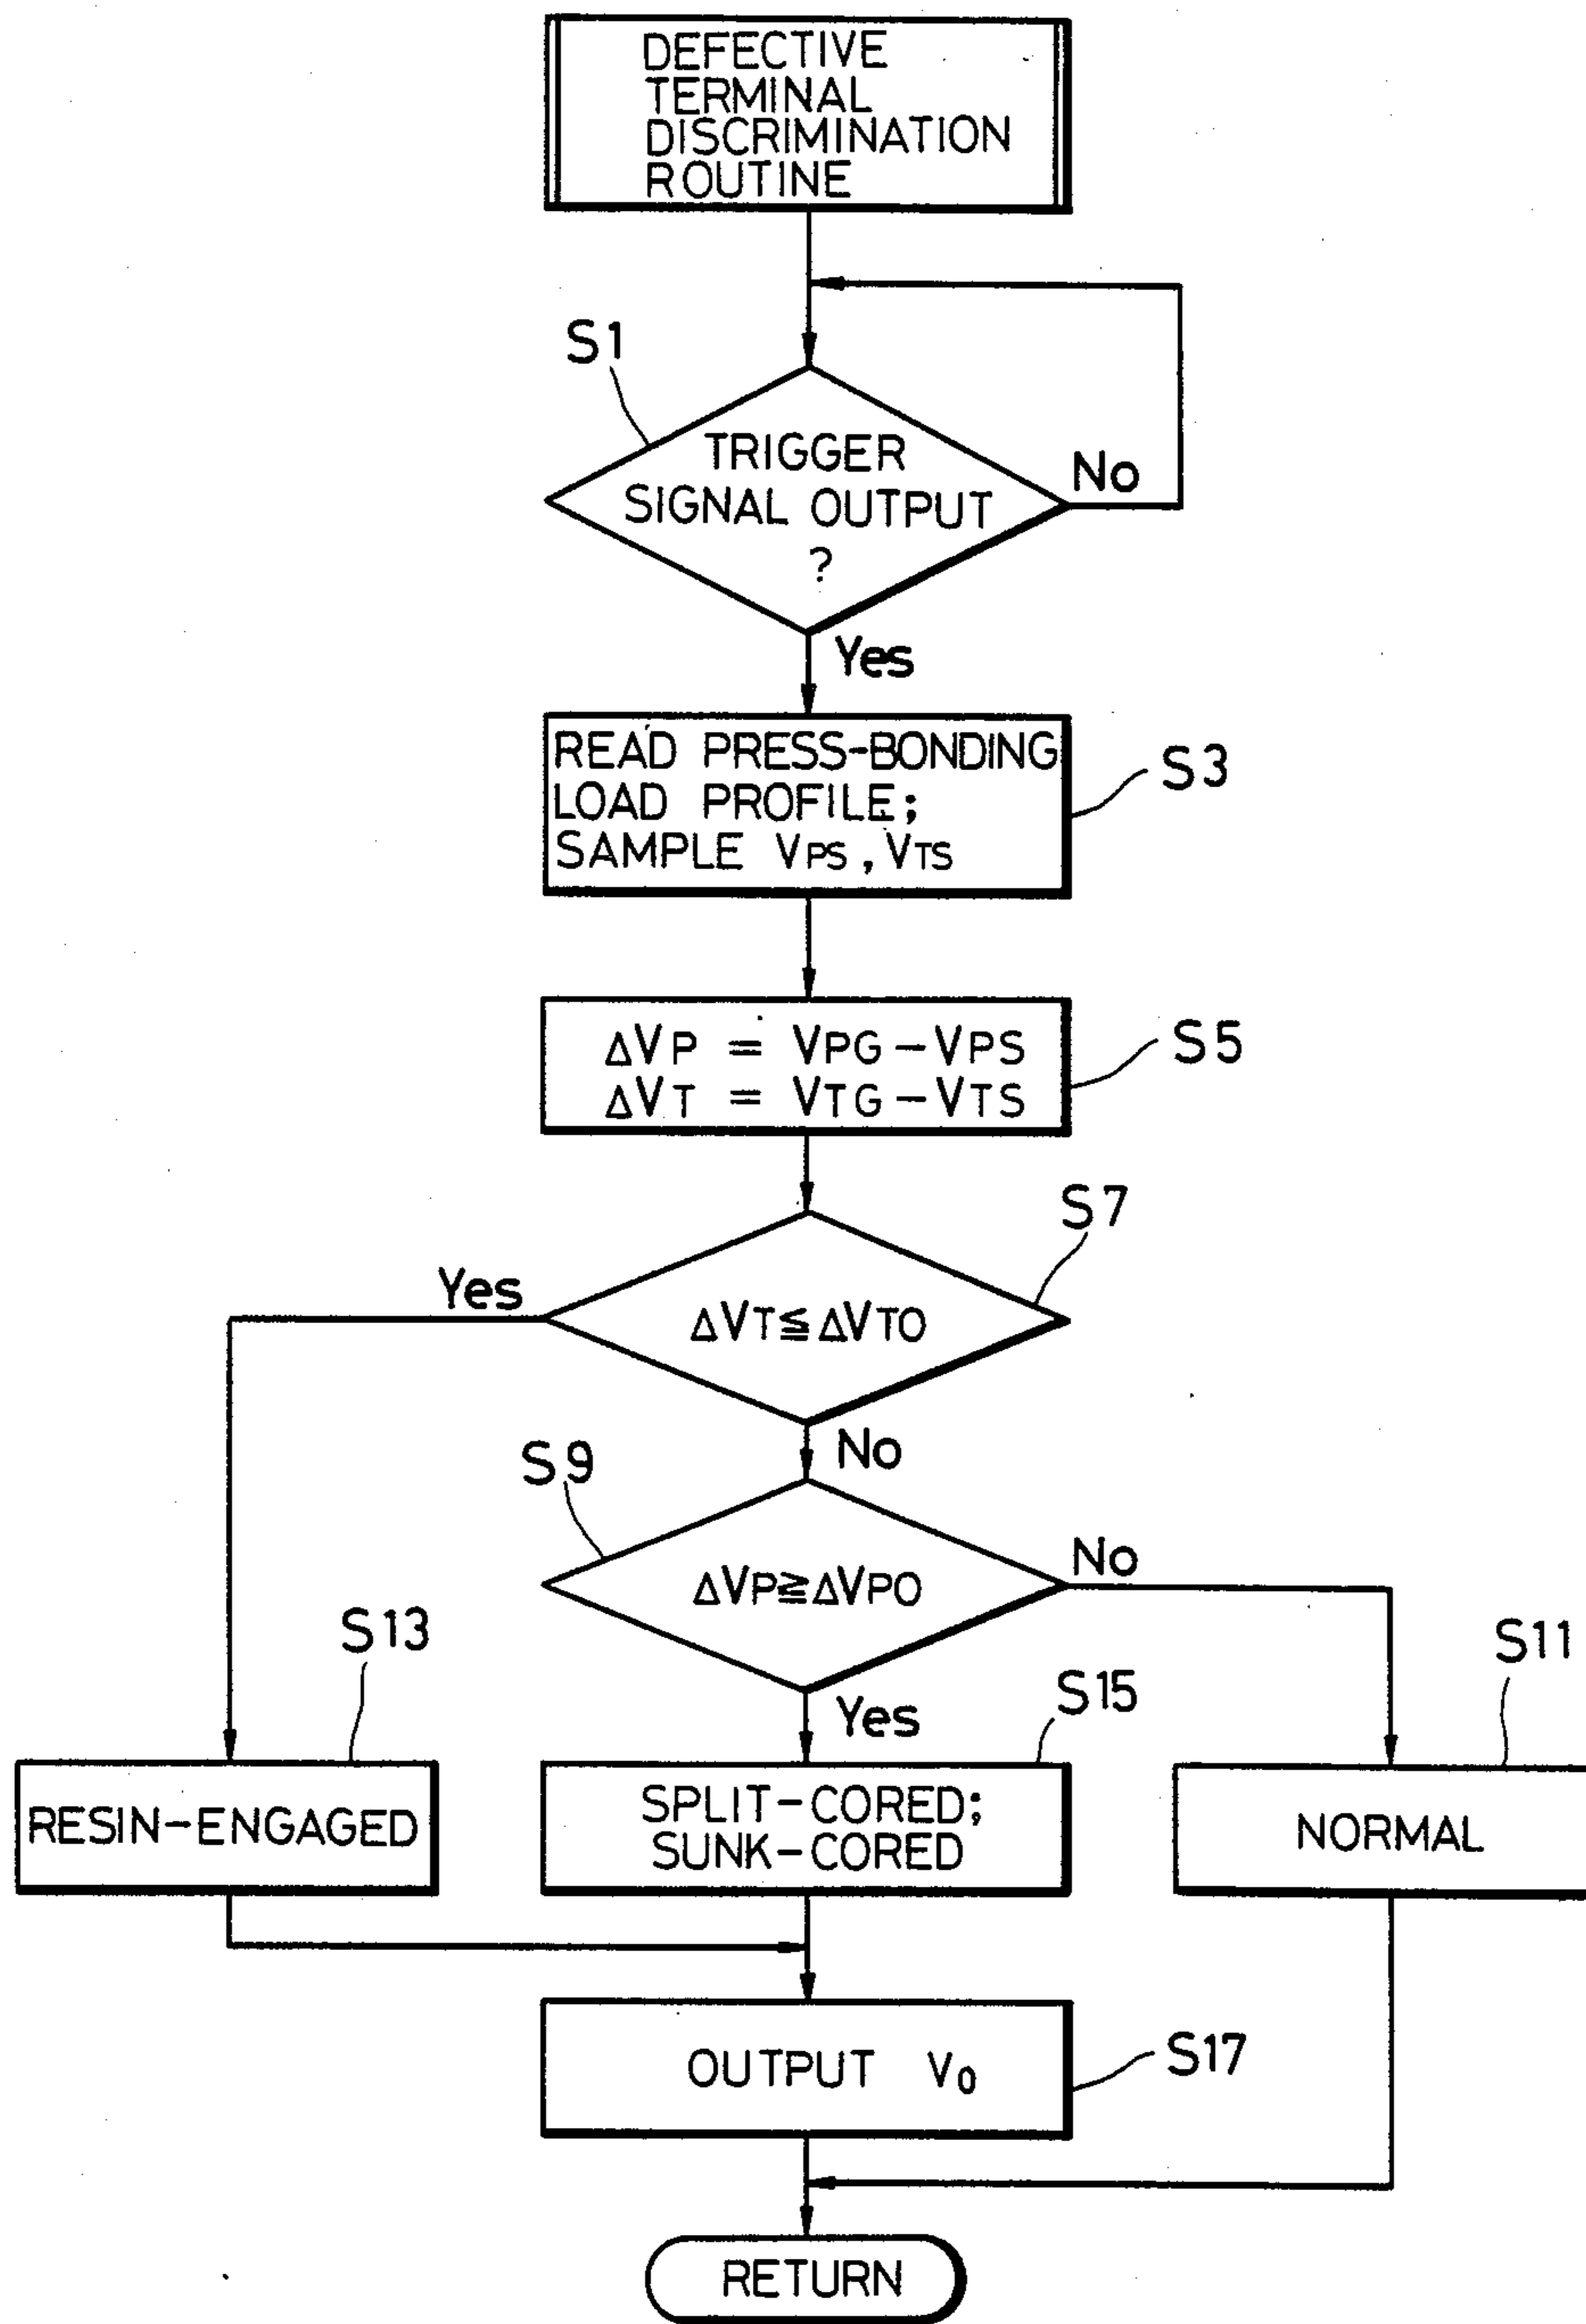 DEFECTIVE
TERMINAL
DISCRIMINATION
ROUTINE
S1
TRIGGER
SIGNAL OUTPUT
?
No
Yes
READ PRESS-BONDING
LOAD PROFILE;
SAMPLE VPS, VTS
S3
ΔVP = VPG-VPS
ΔVT = VTG-VTS
S5
S7
Yes
ΔVT≦ΔVTO
No
S9
ΔVP≧ΔVPO
No
S13
S15
S11
Yes
RESIN-ENGAGED
SPLIT-CORED;
SUNK-CORED
NORMAL
OUTPUT V0
S17
RETURN